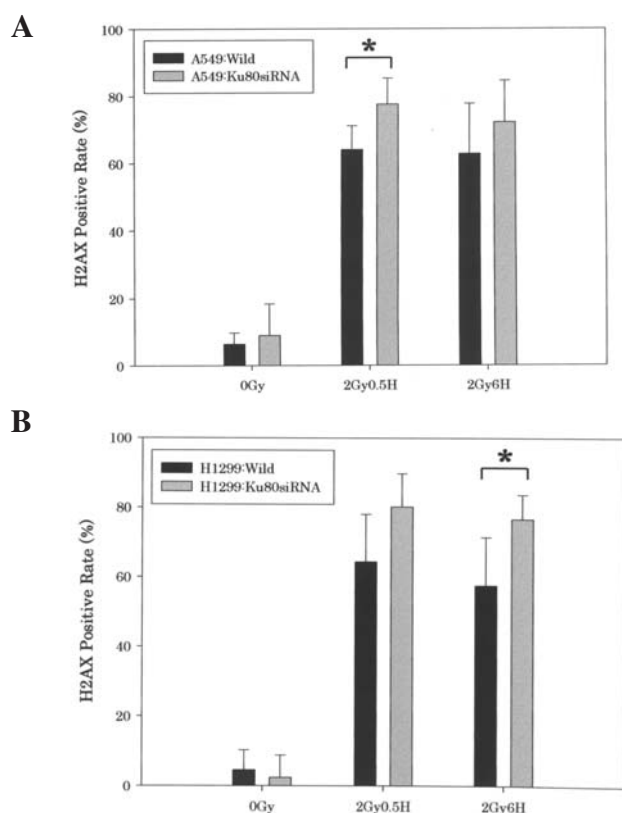 A
100
80
60
40
20
0
H2AX Positive Rate (%)
A549:Wild
A549:Ku80siRNA
*
0Gy 2Gy0.5H 2Gy6H
B
100
80
60
40
20
0
H2AX Positive Rate (%)
H1299:Wild
H1299:Ku80siRNA
*
0Gy 2Gy0.5H 2Gy6H